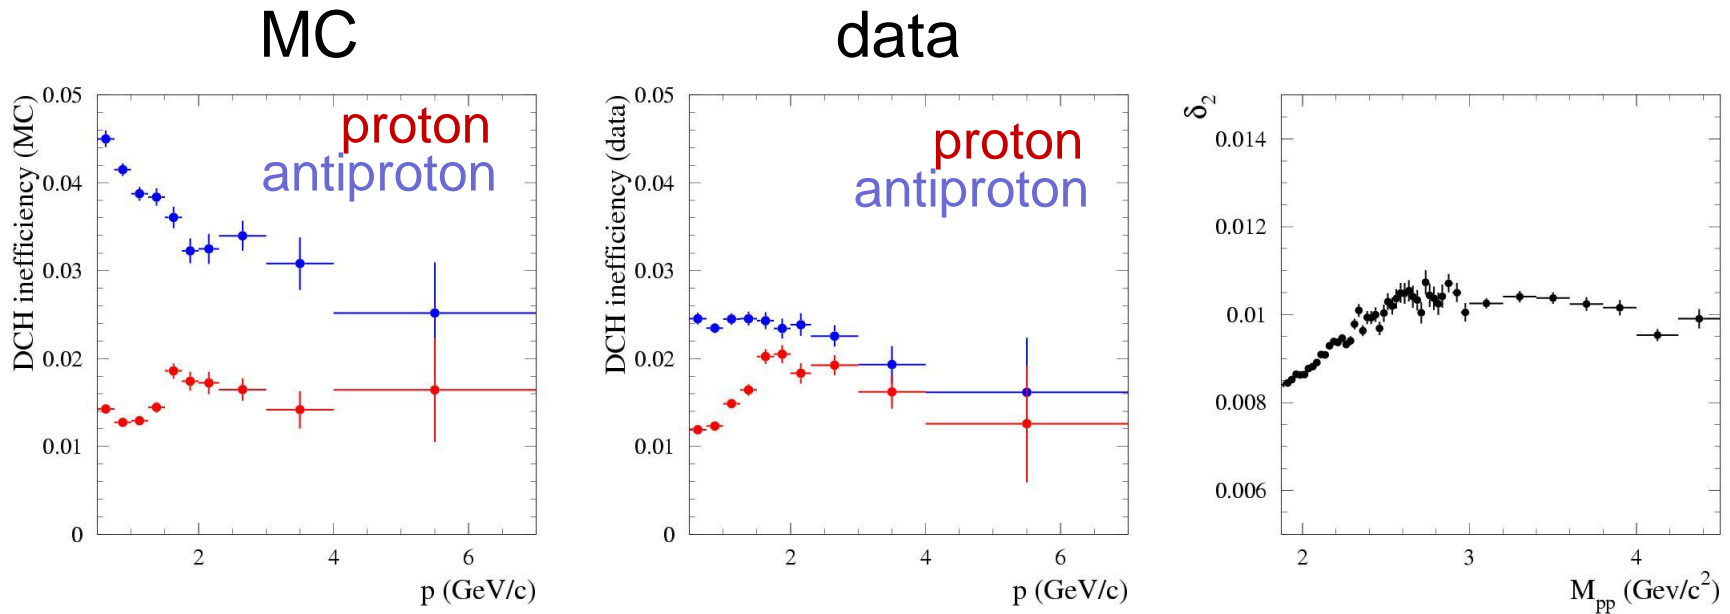 MC
data
DCH inefficiency (MC)
0.05
0.04
0.03
0.02
0.01
0
proton
antiproton
2
4
6
p (GeV/c)
DCH inefficiency (data)
0.05
0.04
0.03
0.02
0.01
0
proton
antiproton
2
4
6
p (GeV/c)
δ₂
0.014
0.012
0.01
0.008
0.006
2
3
4
Mpp (Gev/c²)